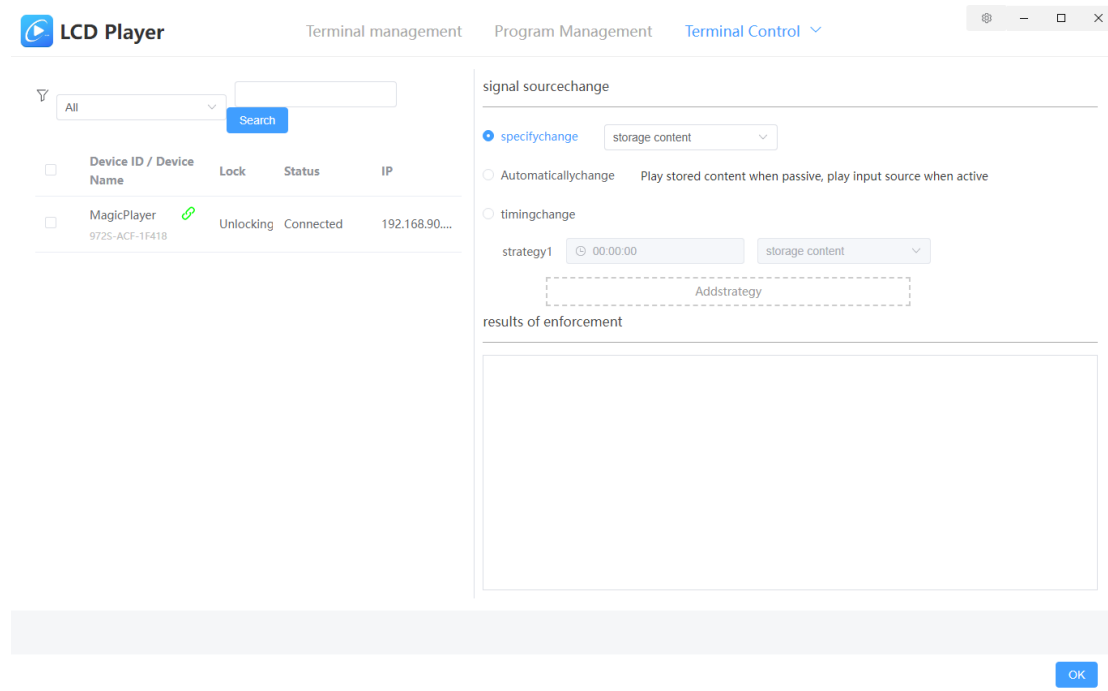 LCD Player
Terminal management
Program Management
Terminal Control
All
Search
Device ID / Device Name
Lock
Status
IP
MagicPlayer
972S-ACF-1F418
Unlocking
Connected
192.168.90....
signal sourcechange
specifychange
storage content
Automaticallychange
Play stored content when passive, play input source when active
timingchange
strategy1
00:00:00
storage content
Addstrategy
results of enforcement
OK